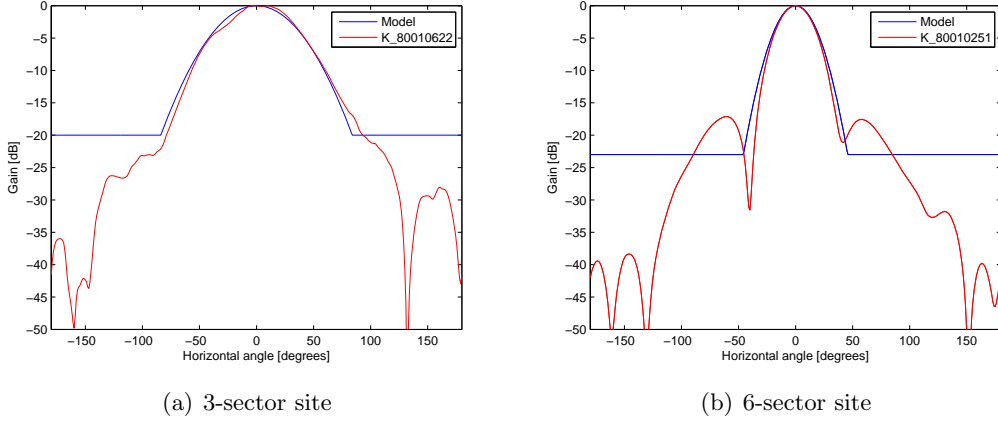 Model
K_80010622
Gain [dB]
0
−5
−10
−15
−20
−25
−30
−35
−40
−45
−50
−150 −100 −50 0 50 100 150
Horizontal angle [degrees]
(a) 3-sector site
Model
K_80010251
Gain [dB]
0
−5
−10
−15
−20
−25
−30
−35
−40
−45
−50
−150 −100 −50 0 50 100 150
Horizontal angle [degrees]
(b) 6-sector site